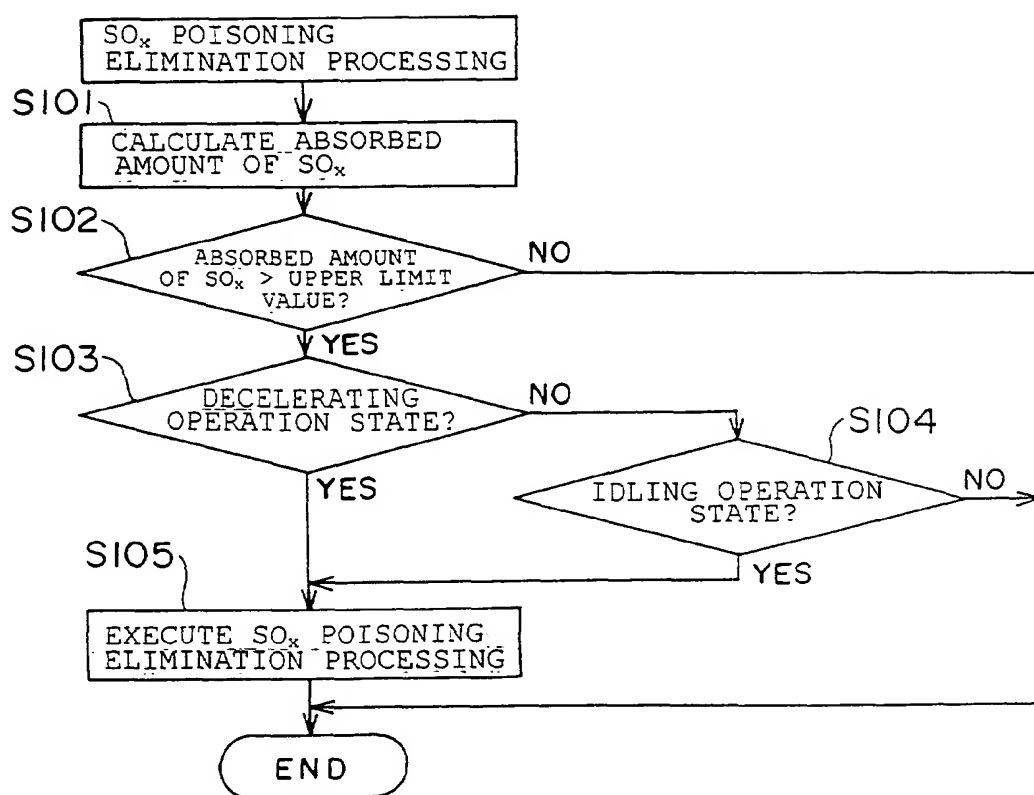 SOₓ POISONING
ELIMINATION PROCESSING
S101
CALCULATE ABSORBED
AMOUNT OF SOₓ
S102
ABSORBED AMOUNT
OF SOₓ > UPPER LIMIT
VALUE?
NO
YES
S103
DECELERATING
OPERATION STATE?
NO
YES
S104
IDLING OPERATION
STATE?
NO
YES
S105
EXECUTE SOₓ POISONING
ELIMINATION PROCESSING
END